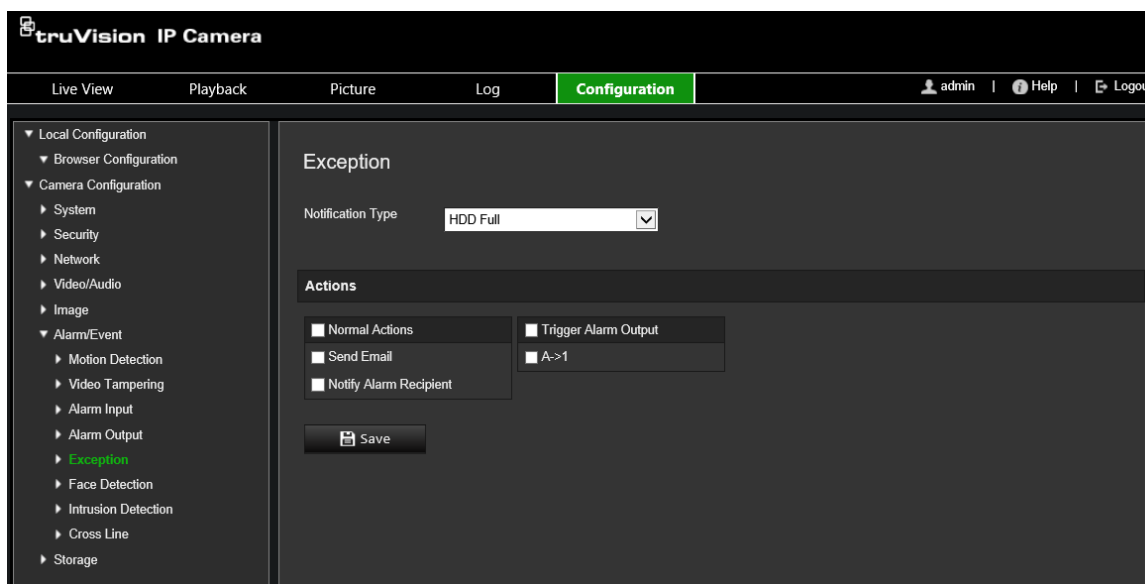 truVision IP Camera
Live View Playback Picture Log Configuration admin | Help | Logou
Local Configuration
Browser Configuration
Camera Configuration
System
Security
Network
Video/Audio
Image
Alarm/Event
Motion Detection
Video Tampering
Alarm Input
Alarm Output
Exception
Face Detection
Intrusion Detection
Cross Line
Storage
Exception
Notification Type HDD Full
Actions
Normal Actions
Send Email
Notify Alarm Recipient
Trigger Alarm Output
A->1
Save